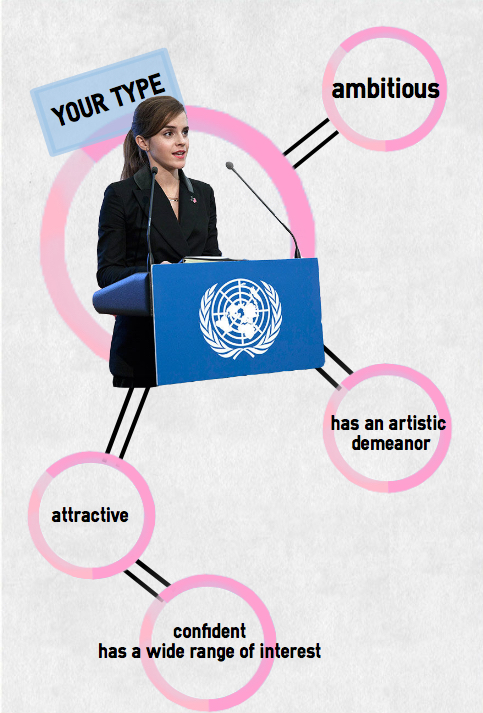 YOUR TYPE
ambitious
has an artistic
demeanor
attractive
confident
has a wide range of interest